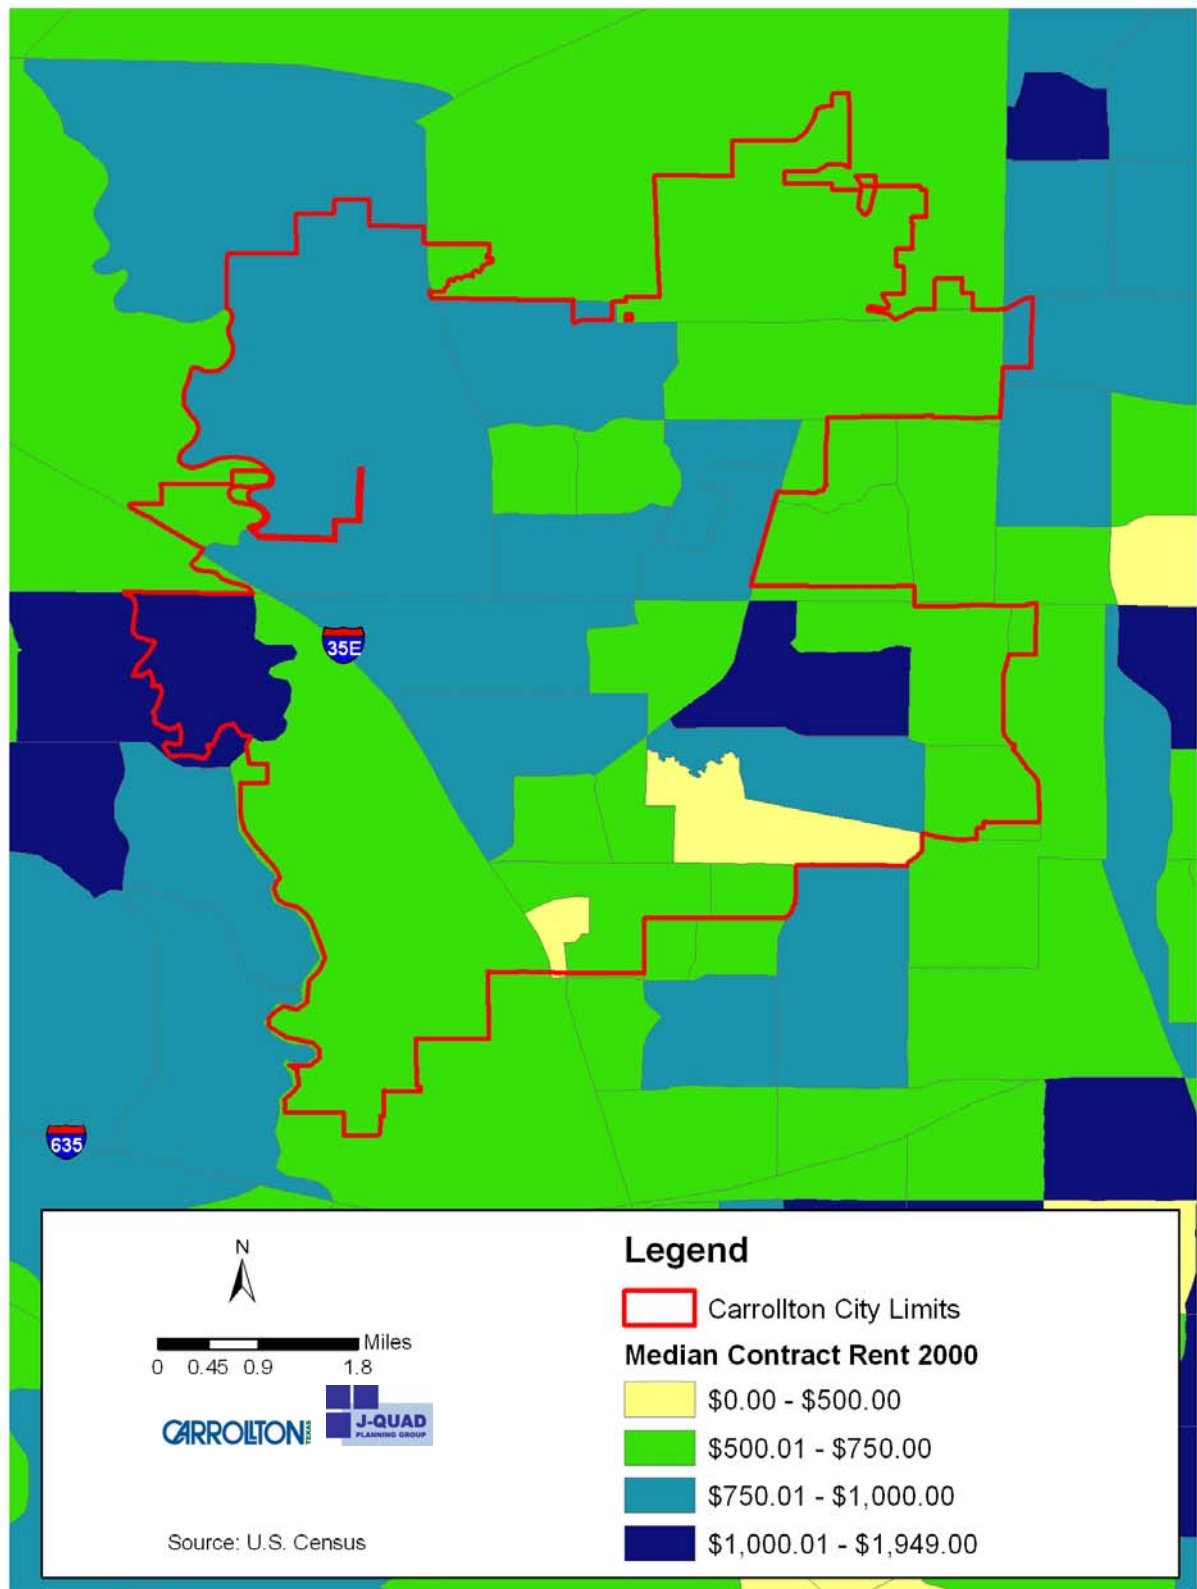 35E
635
N
Miles
0 0.45 0.9 1.8
CARROLLTON TEXAS
J-QUAD
PLANNING GROUP
Source: U.S. Census
Legend
Carrollton City Limits
Median Contract Rent 2000
$0.00 - $500.00
$500.01 - $750.00
$750.01 - $1,000.00
$1,000.01 - $1,949.00